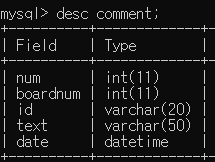 mysql> desc comment;
+----------+-------------+
| Field    | Type        |
+----------+-------------+
| num      | int(11)     |
| boardnum | int(11)     |
| id       | varchar(20) |
| text     | varchar(50) |
| date     | datetime    |
+----------+-------------+